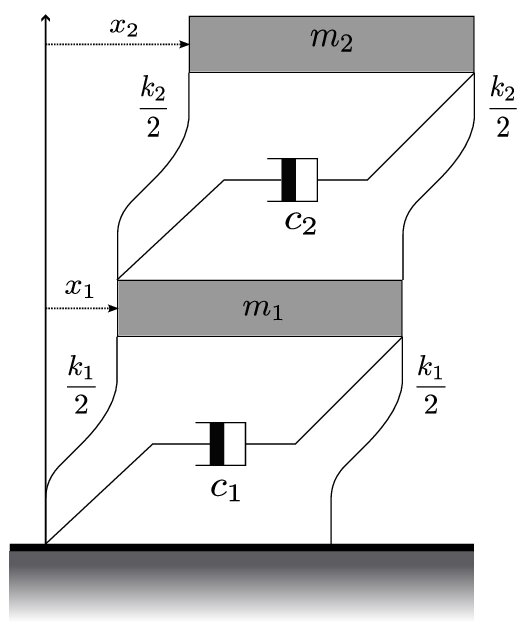 x₂
m₂
k₂/2
k₂/2
c₂
x₁
m₁
k₁/2
k₁/2
c₁